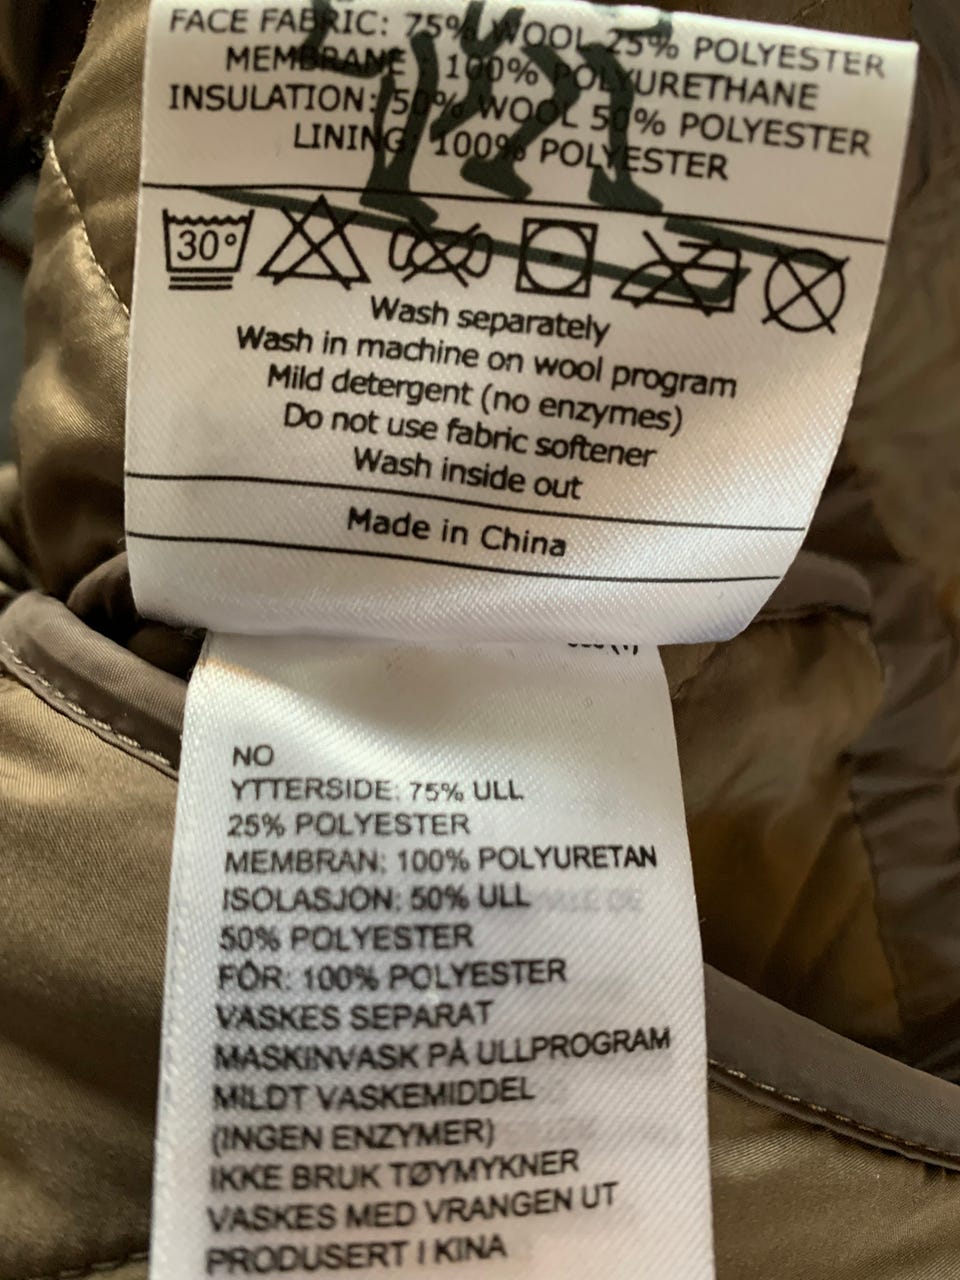 FACE FABRIC: 75% WOOL 25% POLYESTER
MEMBRANE : 100% POLYURETHANE
INSULATION: 50% WOOL 50% POLYESTER
LINING: 100% POLYESTER
30°
Wash separately
Wash in machine on wool program
Mild detergent (no enzymes)
Do not use fabric softener
Wash inside out
Made in China
NO
YTTERSIDE: 75% ULL
25% POLYESTER
MEMBRAN: 100% POLYURETAN
ISOLASJON: 50% ULL
50% POLYESTER
FÔR: 100% POLYESTER
VASKES SEPARAT
MASKINVASK PÅ ULLPROGRAM
MILDT VASKEMIDDEL
(INGEN ENZYMER)
IKKE BRUK TØYMYKNER
VASKES MED VRANGEN UT
PRODUSERT I KINA